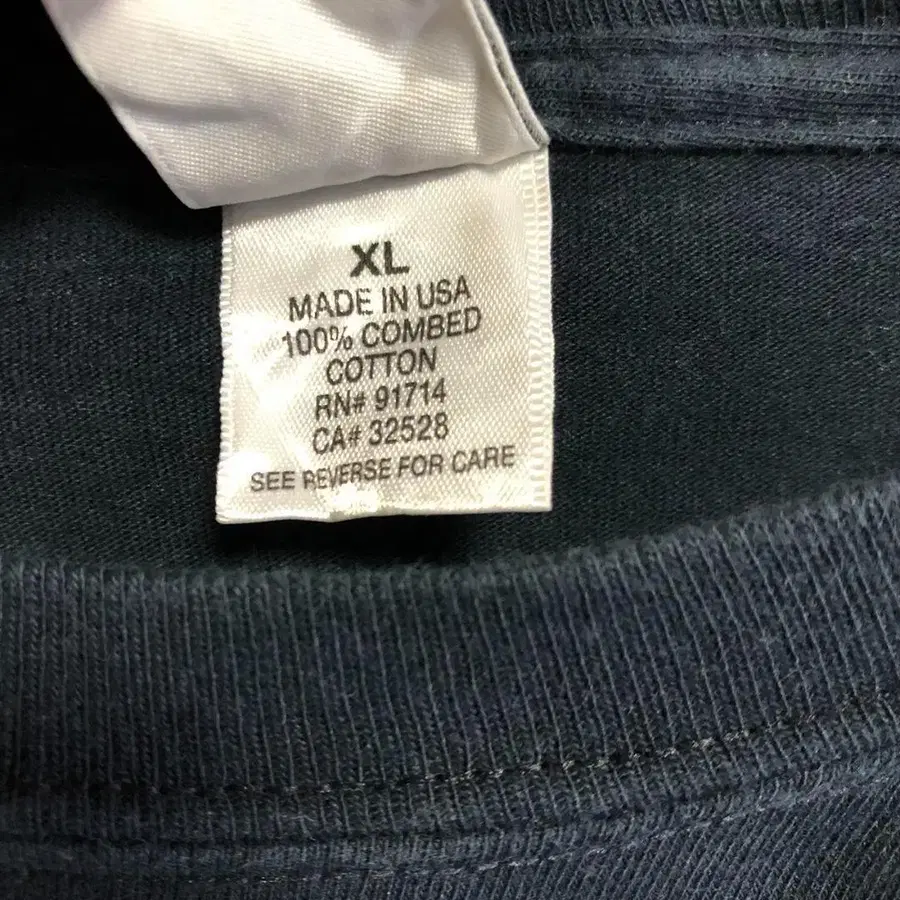 XL
MADE IN USA
100% COMBED
COTTON
RN# 91714
CA# 32528
SEE REVERSE FOR CARE